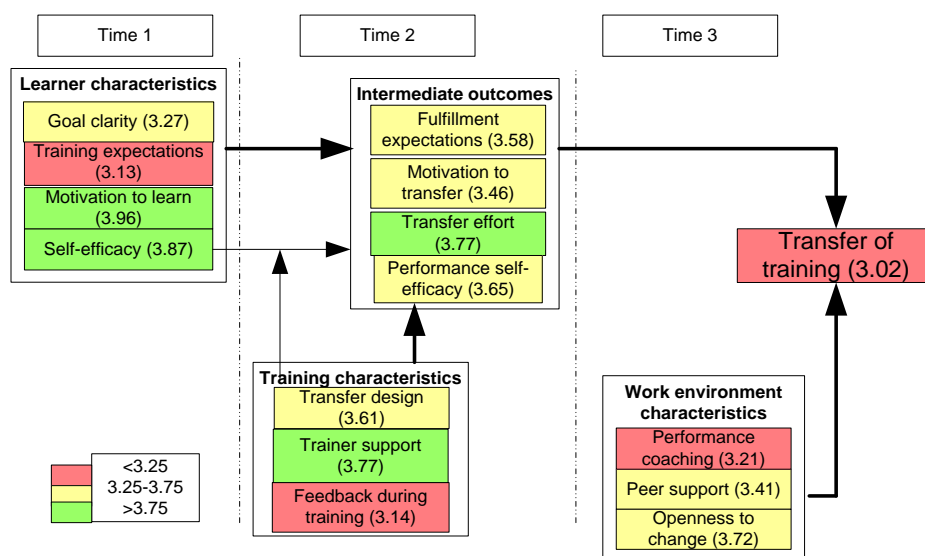 Time 1
Time 2
Time 3
Learner characteristics
Goal clarity (3.27)
Training expectations
(3.13)
Motivation to learn
(3.96)
Self-efficacy (3.87)
Intermediate outcomes
Fulfillment
expectations (3.58)
Motivation to
transfer (3.46)
Transfer effort
(3.77)
Performance self-
efficacy (3.65)
Transfer of
training (3.02)
Training characteristics
Transfer design
(3.61)
Trainer support
(3.77)
Feedback during
training (3.14)
Work environment
characteristics
Performance
coaching (3.21)
Peer support (3.41)
Openness to
change (3.72)
<3.25
3.25-3.75
>3.75